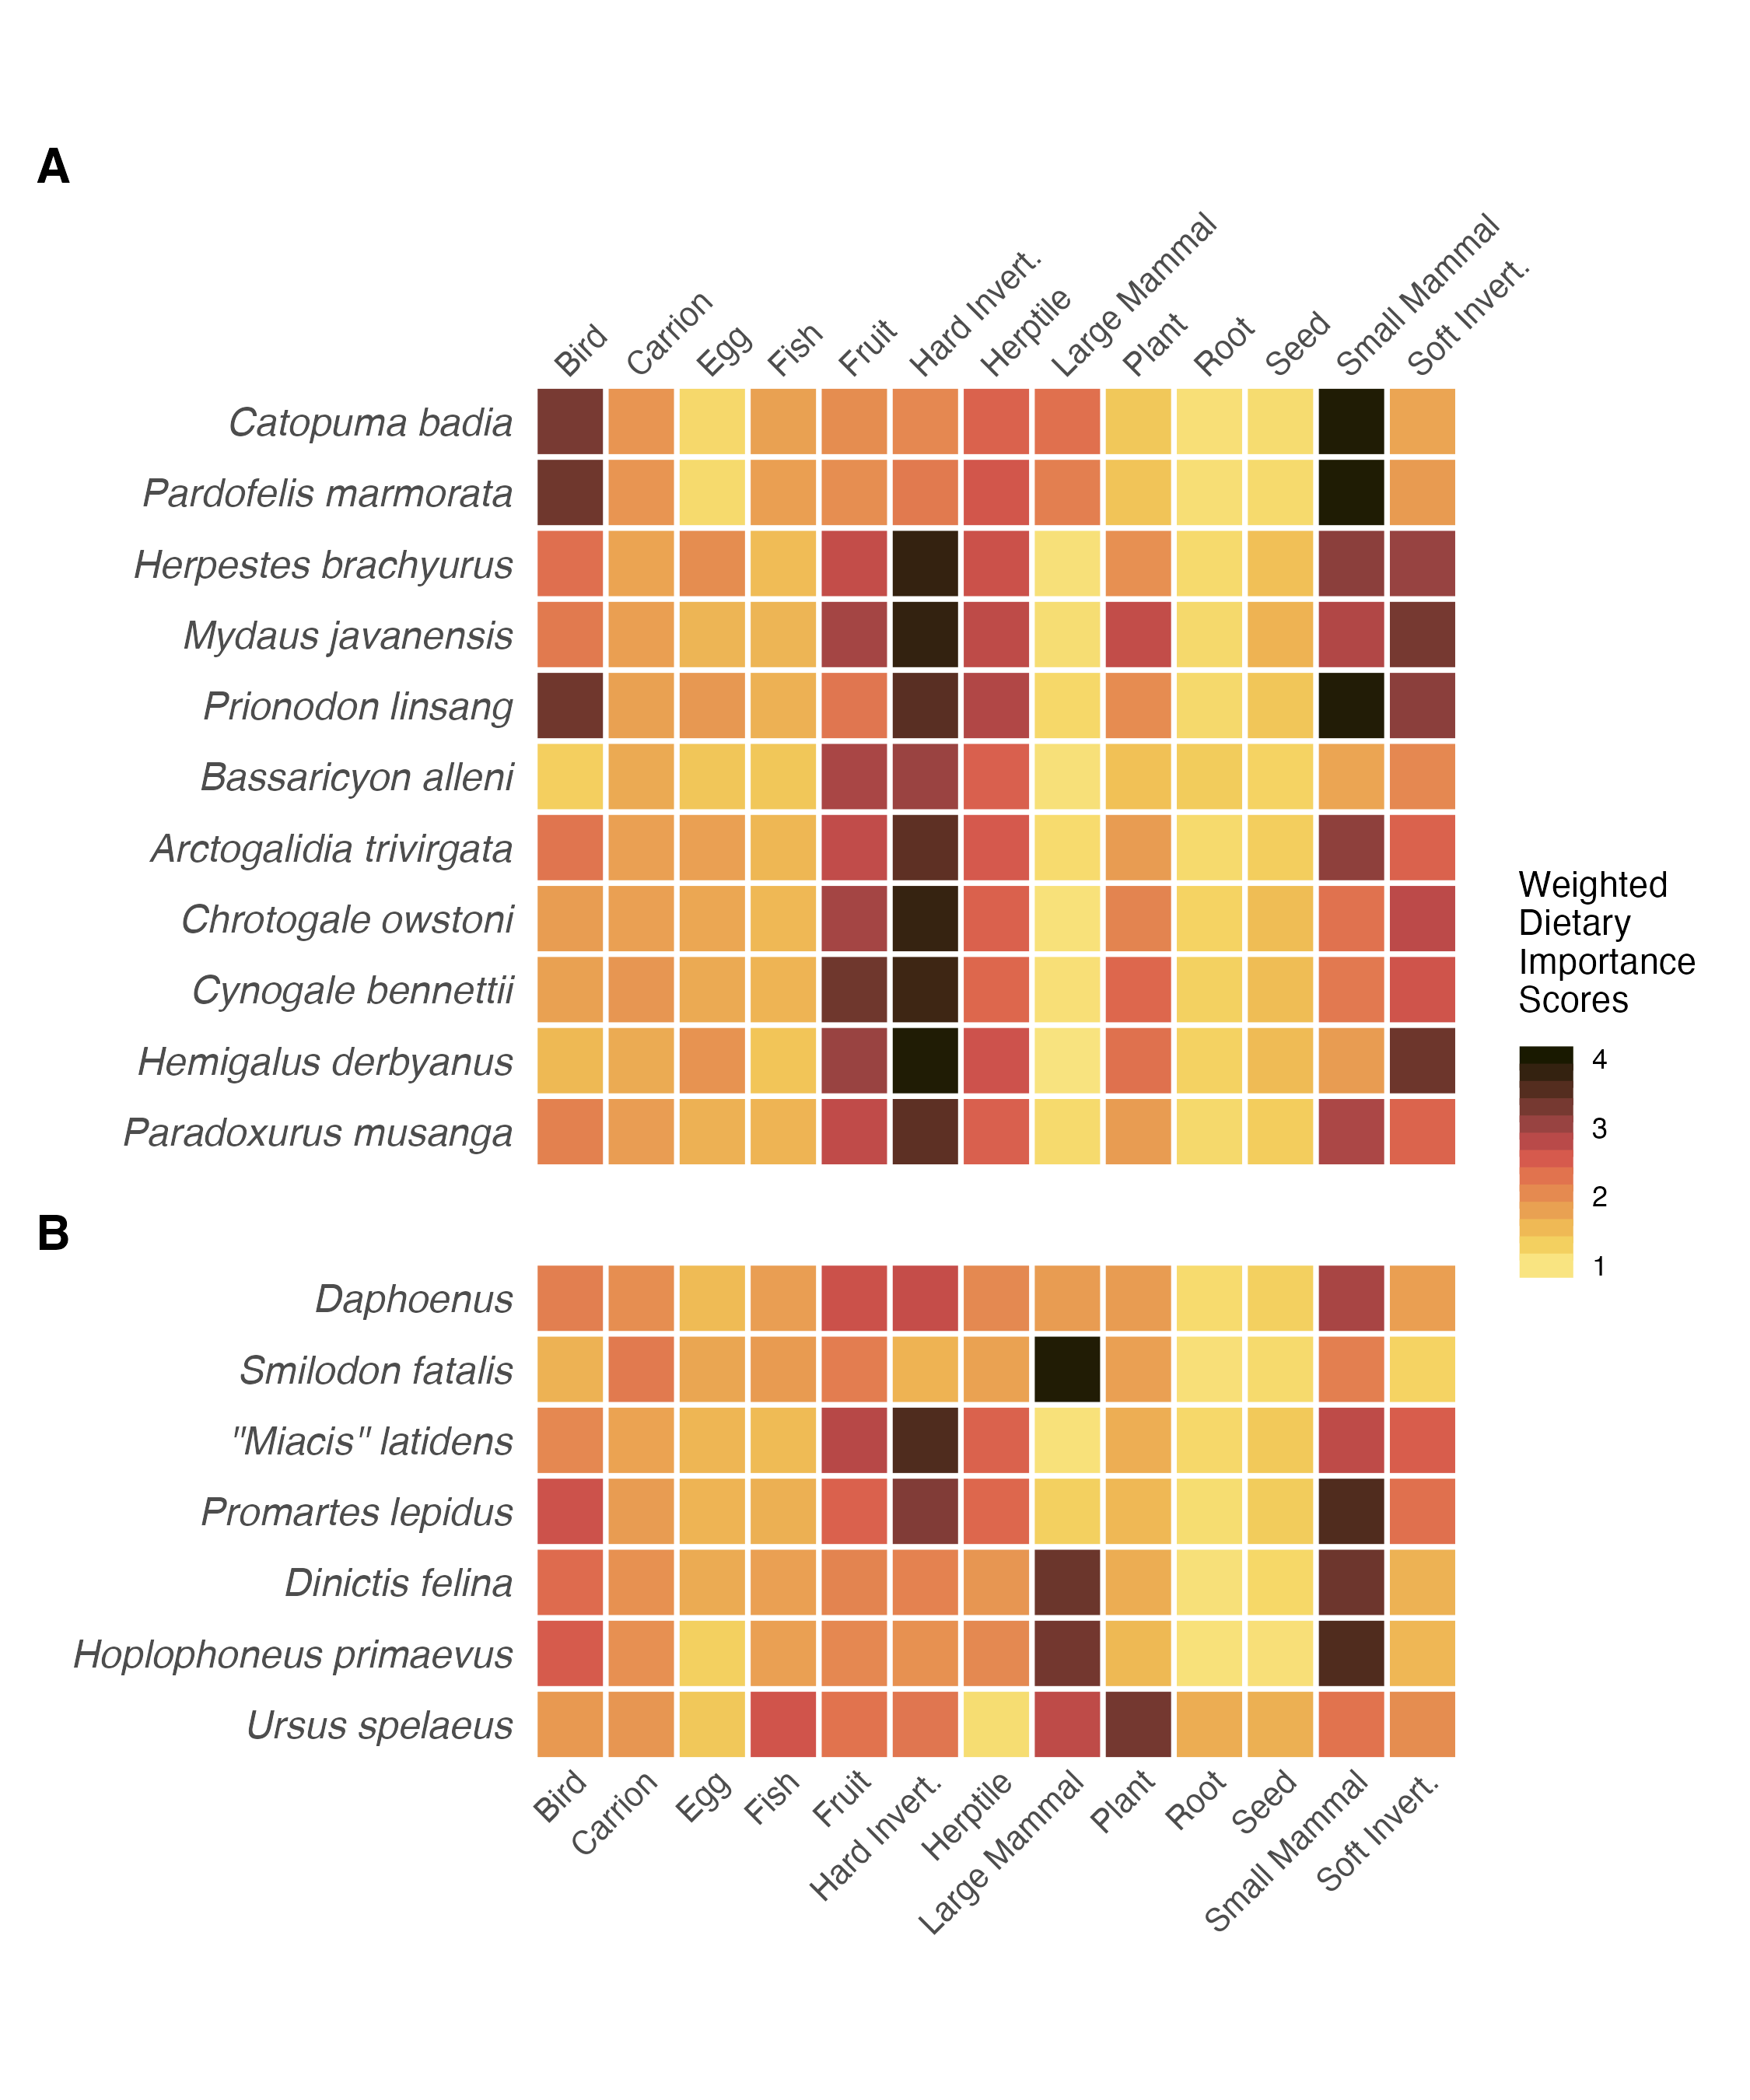 A
Bird
Carrion
Egg
Fish
Fruit
Hard Invert.
Herptile
Large Mammal
Plant
Root
Seed
Small Mammal
Soft Invert.
Catopuma badia
Pardofelis marmorata
Herpestes brachyurus
Mydaus javanensis
Prionodon linsang
Bassaricyon alleni
Arctogalidia trivirgata
Chrotogale owstoni
Cynogale bennettii
Hemigalus derbyanus
Paradoxurus musanga
Weighted
Dietary
Importance
Scores
4
3
2
1
B
Daphoenus
Smilodon fatalis
"Miacis" latidens
Promartes lepidus
Dinictis felina
Hoplophoneus primaevus
Ursus spelaeus
Bird
Carrion
Egg
Fish
Fruit
Hard Invert.
Herptile
Large Mammal
Plant
Root
Seed
Small Mammal
Soft Invert.